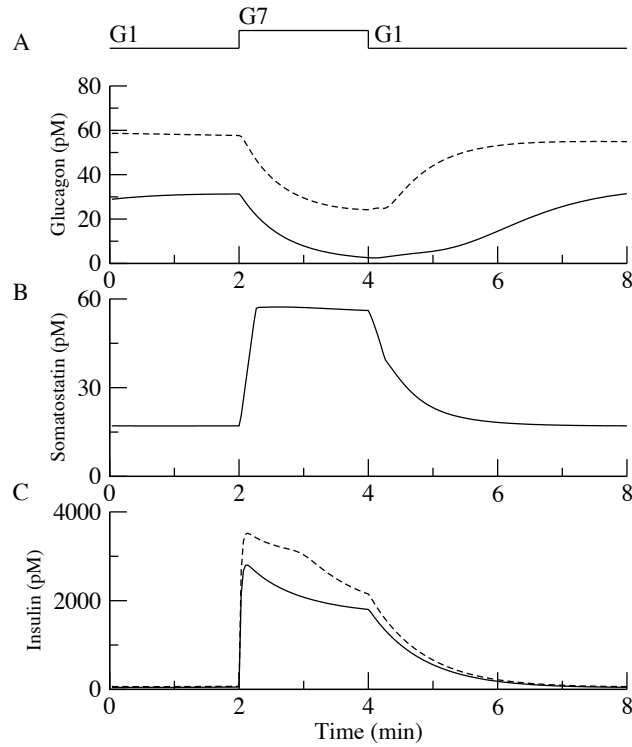 G7
A G1 G1
80
60
40
20
0
Glucagon (pM)
0 2 4 6 8
B
60
30
0
Somatostatin (pM)
0 2 4 6 8
C
4000
2000
0
Insulin (pM)
0 2 4 6 8
Time (min)